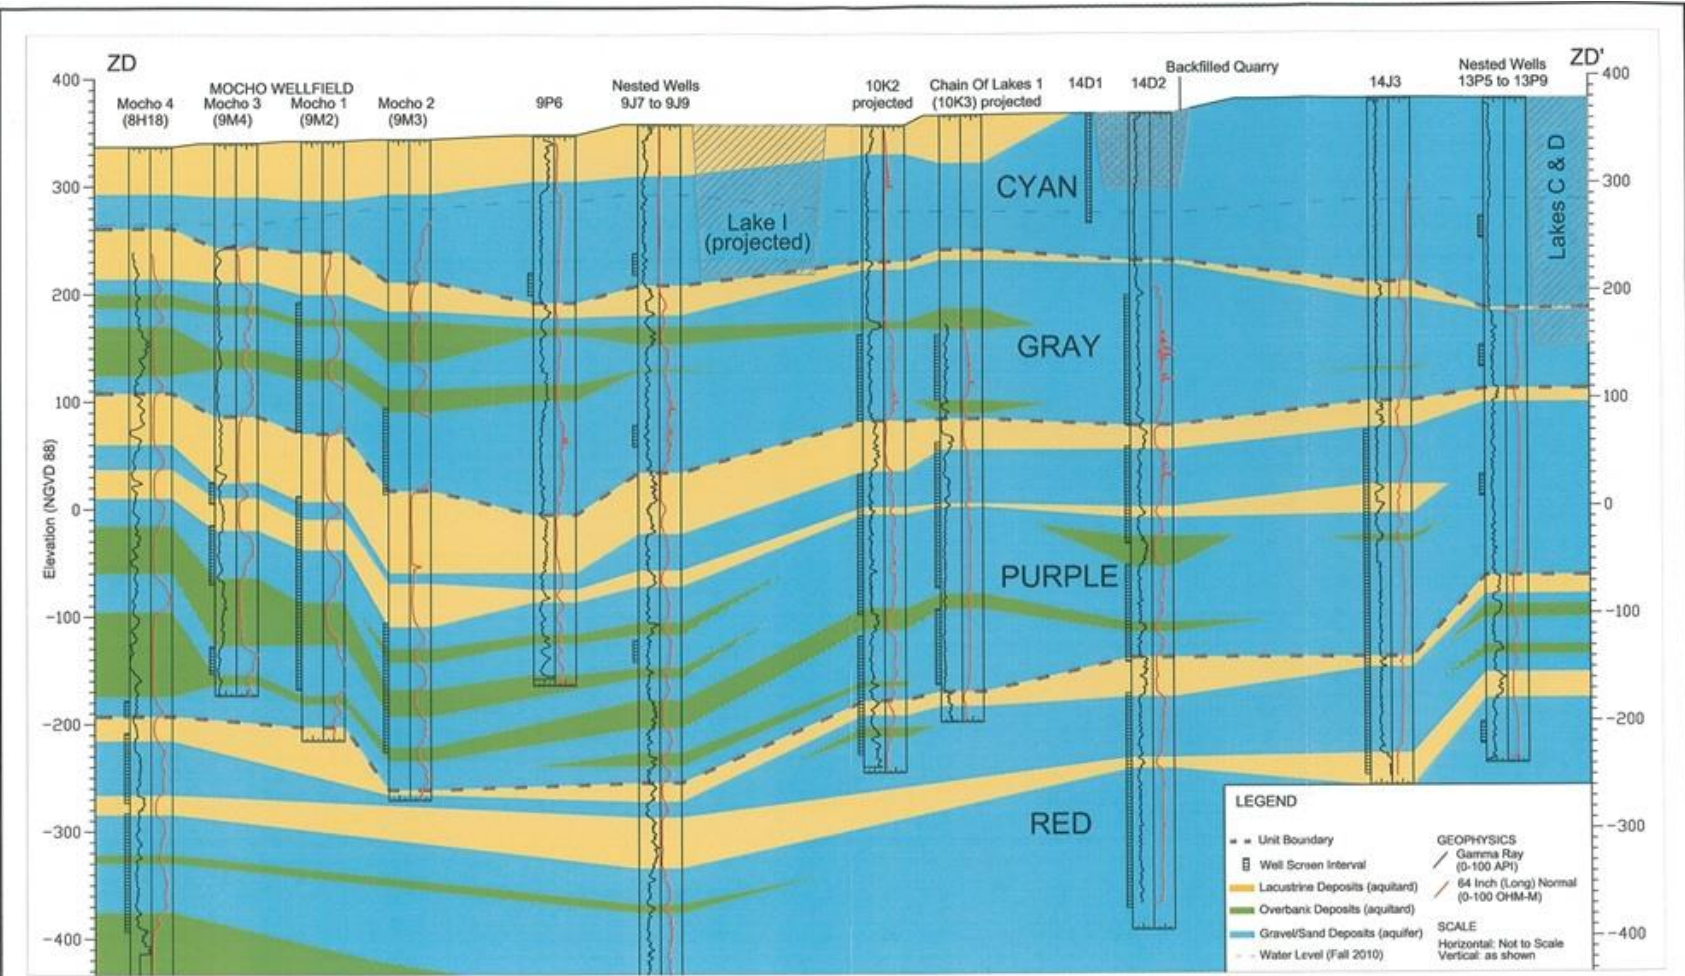 ZD
ZD'
MOCHO WELLFIELD
Mocho 4
(8H18)
Mocho 3
(9M4)
Mocho 1
(9M2)
Mocho 2
(9M3)
9P6
Nested Wells
9J7 to 9J9
10K2
projected
Chain Of Lakes 1
(10K3) projected
14D1
14D2
Backfilled Quarry
14J3
Nested Wells
13P5 to 13P9
400
300
200
100
0
-100
-200
-300
-400
Elevation (NGVD 88)
400
300
200
100
0
-100
-200
-300
-400
Lake I
(projected)
Lakes C & D
CYAN
GRAY
PURPLE
RED
LEGEND
Unit Boundary
Well Screen Interval
Lacustrine Deposits (aquitard)
Overbank Deposits (aquitard)
Gravel/Sand Deposits (aquifer)
Water Level (Fall 2010)
GEOPHYSICS
Gamma Ray
(0-100 API)
64 Inch (Long) Normal
(0-100 OHM-M)
SCALE
Horizontal: Not to Scale
Vertical: as shown